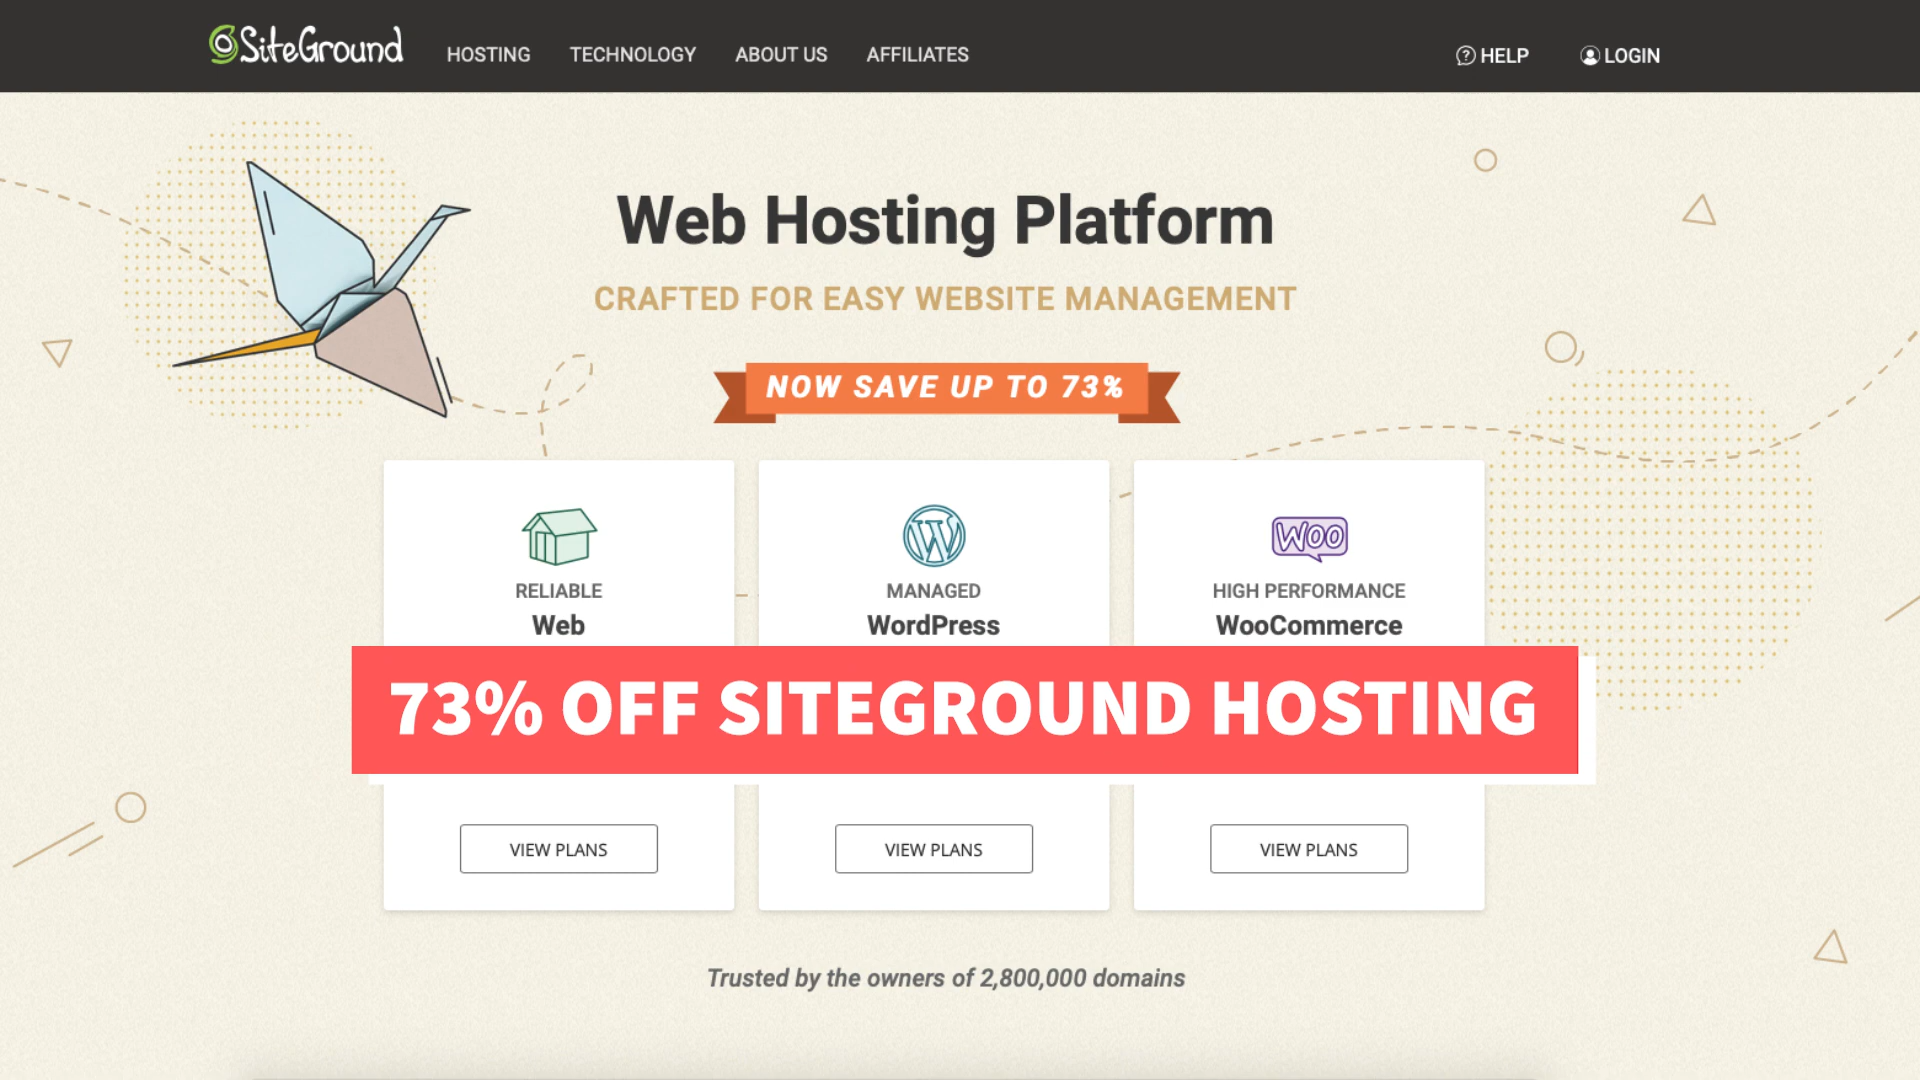 SiteGround HOSTING TECHNOLOGY ABOUT US AFFILIATES HELP LOGIN
Web Hosting Platform
CRAFTED FOR EASY WEBSITE MANAGEMENT
NOW SAVE UP TO 73%
WOO
RELIABLE
Web
MANAGED
WordPress
HIGH PERFORMANCE
WooCommerce
73% OFF SITEGROUND HOSTING
VIEW PLANS
VIEW PLANS
VIEW PLANS
Trusted by the owners of 2,800,000 domains